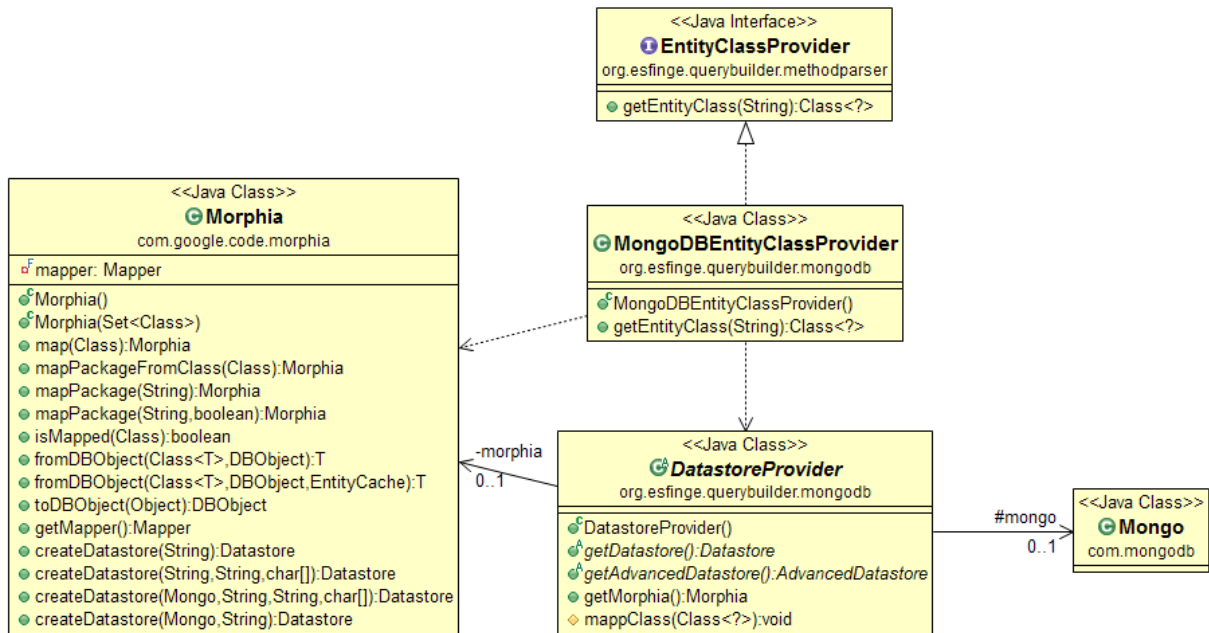 <<Java Interface>>
EntityClassProvider
org.esfinge.querybuilder.methodparser
getEntityClass(String):Class<?>
<<Java Class>>
Morphia
com.google.code.morphia
mapper: Mapper
Morphia()
Morphia(Set<Class>)
map(Class):Morphia
mapPackageFromClass(Class):Morphia
mapPackage(String):Morphia
mapPackage(String,boolean):Morphia
isMapped(Class):boolean
fromDBObject(Class<T>,DBObject):T
fromDBObject(Class<T>,DBObject,EntityCache):T
toDBObject(Object):DBObject
getMapper():Mapper
createDatastore(String):Datastore
createDatastore(String,String,char[]):Datastore
createDatastore(Mongo,String,String,char[]):Datastore
createDatastore(Mongo,String):Datastore
<<Java Class>>
MongoDBEntityClassProvider
org.esfinge.querybuilder.mongodb
MongoDBEntityClassProvider()
getEntityClass(String):Class<?>
-morphia
0..1
<<Java Class>>
DatastoreProvider
org.esfinge.querybuilder.mongodb
DatastoreProvider()
getDatastore():Datastore
getAdvancedDatastore():AdvancedDatastore
getMorphia():Morphia
mappClass(Class<?>):void
#mongo
0..1
<<Java Class>>
Mongo
com.mongodb